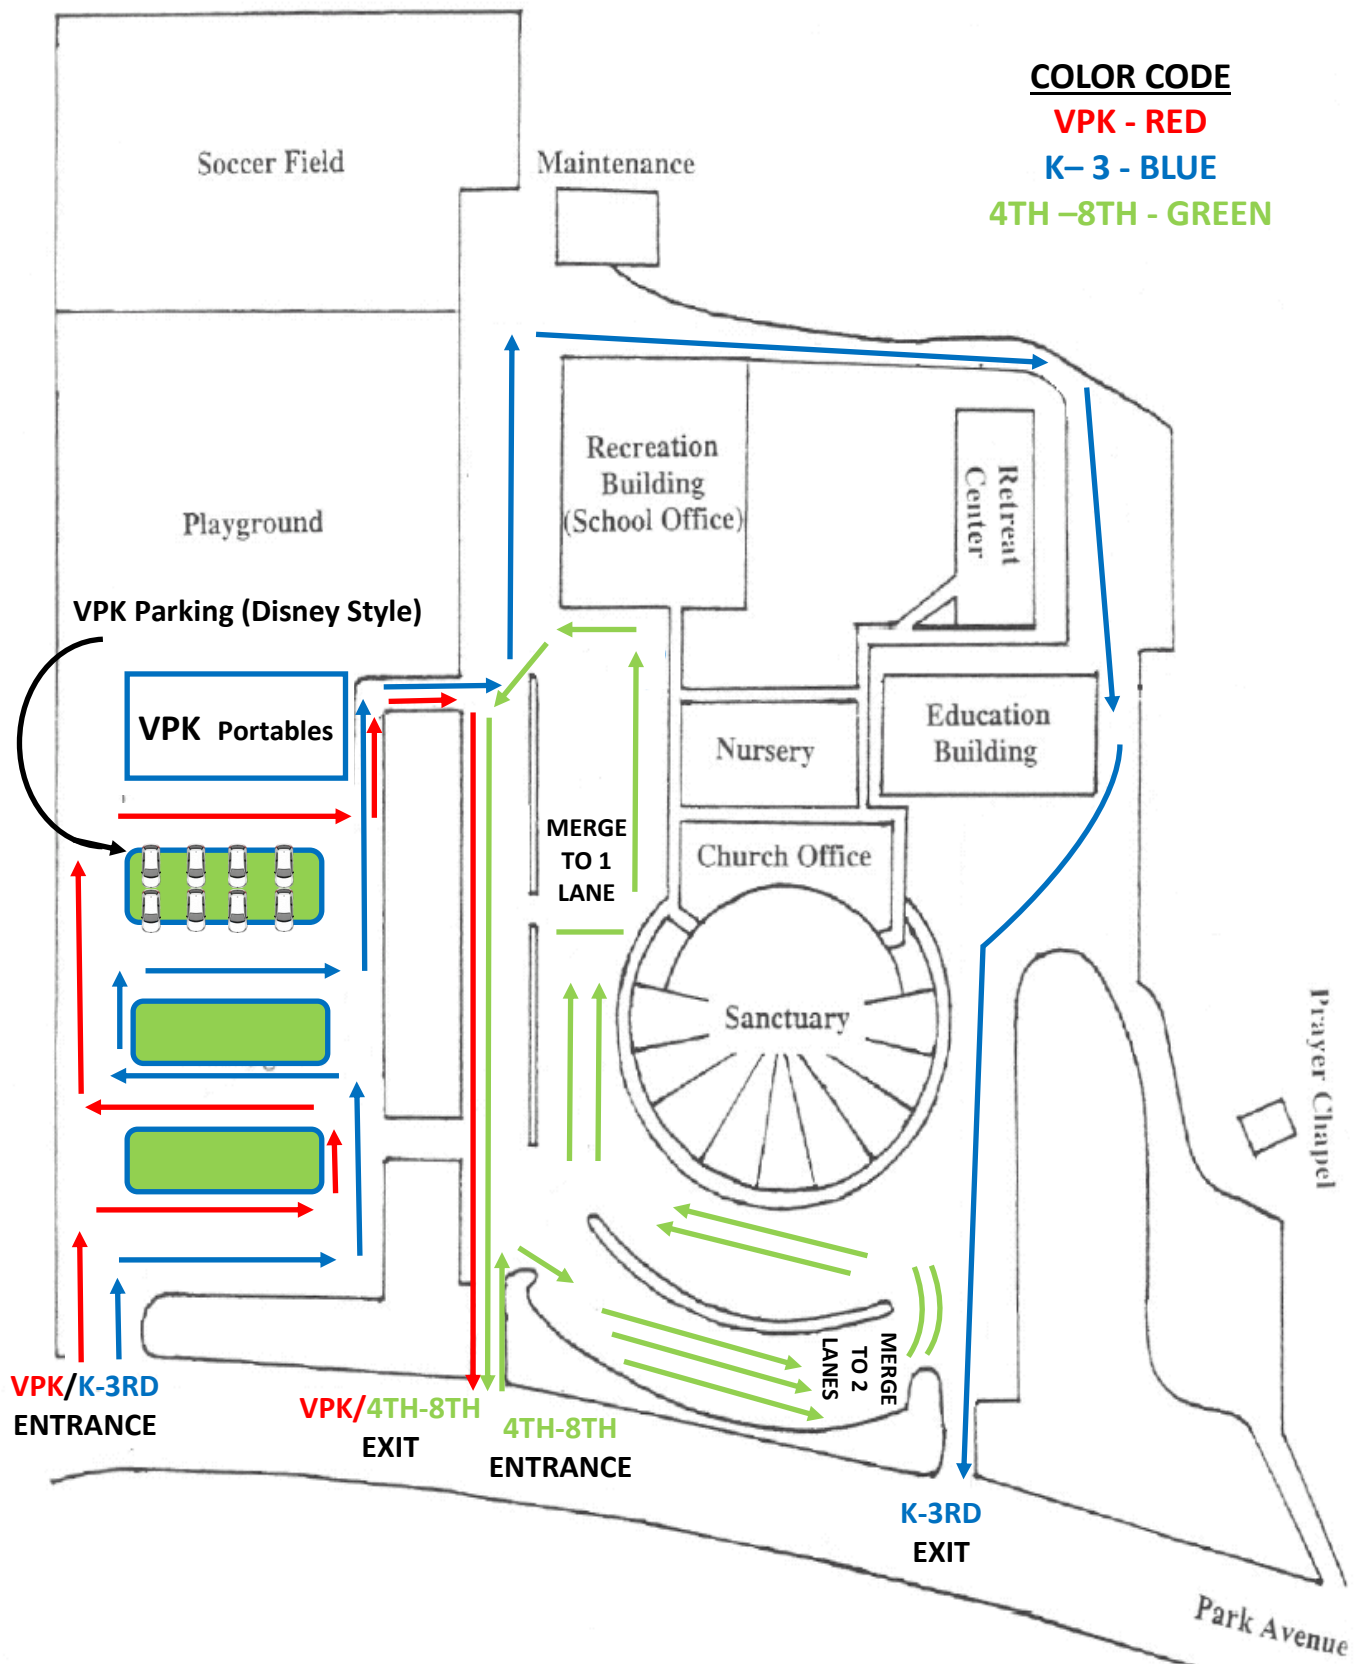 COLOR CODE
VPK - RED
K– 3 - BLUE
4TH –8TH - GREEN
Soccer Field
Maintenance
Recreation
Building
(School Office)
Retreat
Center
Playground
VPK Parking (Disney Style)
VPK Portables
Nursery
Education
Building
MERGE
TO 1
LANE
Church Office
Sanctuary
Prayer Chapel
MERGE
TO 2
LANES
VPK/K-3RD
ENTRANCE
VPK/4TH-8TH
EXIT
4TH-8TH
ENTRANCE
K-3RD
EXIT
Park Avenue